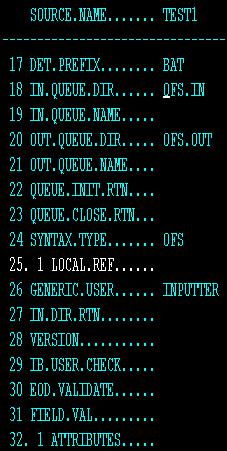 SOURCE.NAME....... TEST1
17 DET.PREFIX........ BAT
18 IN.QUEUE.DIR...... OFS.IN
19 IN.QUEUE.NAME.....
20 OUT.QUEUE.DIR..... OFS.OUT
21 OUT.QUEUE.NAME....
22 QUEUE.INIT.RTN....
23 QUEUE.CLOSE.RTN...
24 SYNTAX.TYPE....... OFS
25. 1 LOCAL.REF......
26 GENERIC.USER...... INPUTTER
27 IN.DIR.RTN........
28 VERSION...........
29 IB.USER.CHECK.....
30 EOD.VALIDATE......
31 FIELD.VAL.........
32. 1 ATTRIBUTES.....